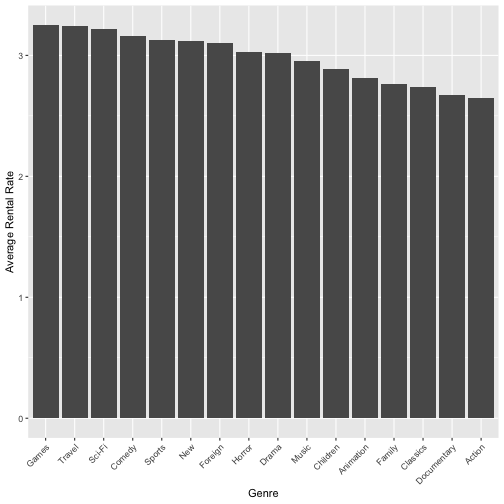 Average Rental Rate
3
2
1
0
Games
Travel
Sci-Fi
Comedy
Sports
New
Foreign
Horror
Drama
Music
Children
Animation
Family
Classics
Documentary
Action
Genre